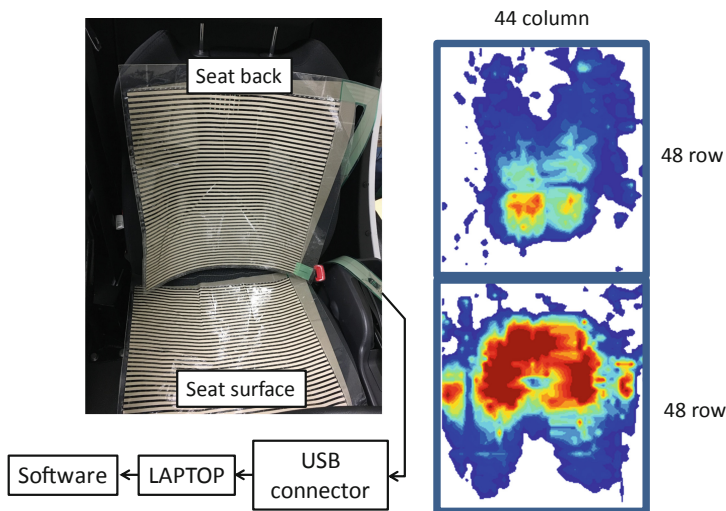 44 column
Seat back
48 row
Seat surface
48 row
Software
LAPTOP
USB
connector